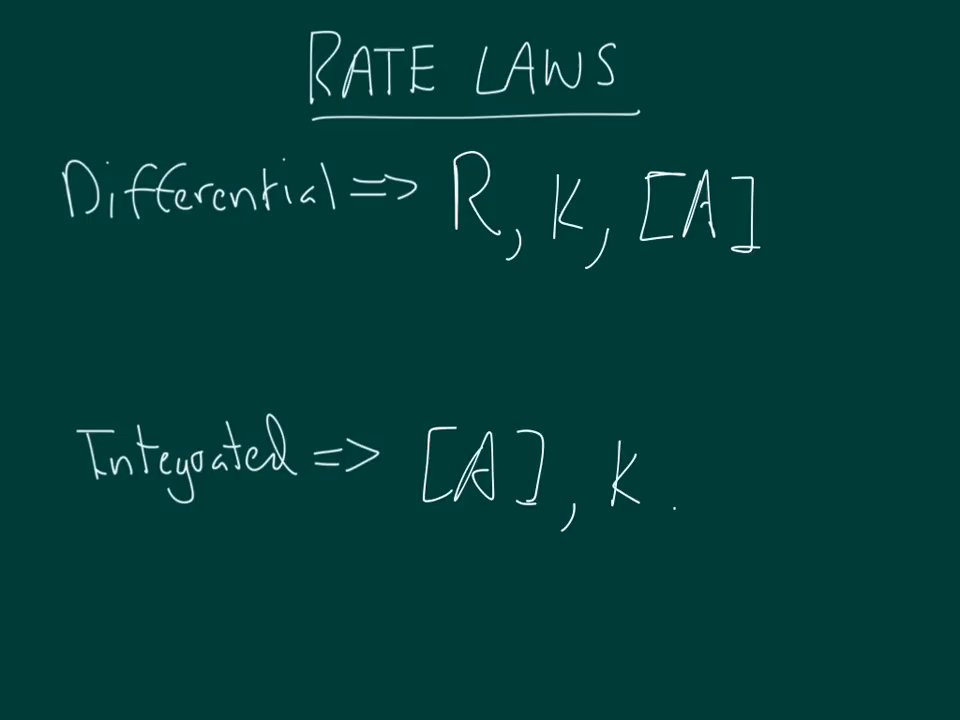 RATE LAWS
Differential => R, K, [A]
Integrated => [A], K .